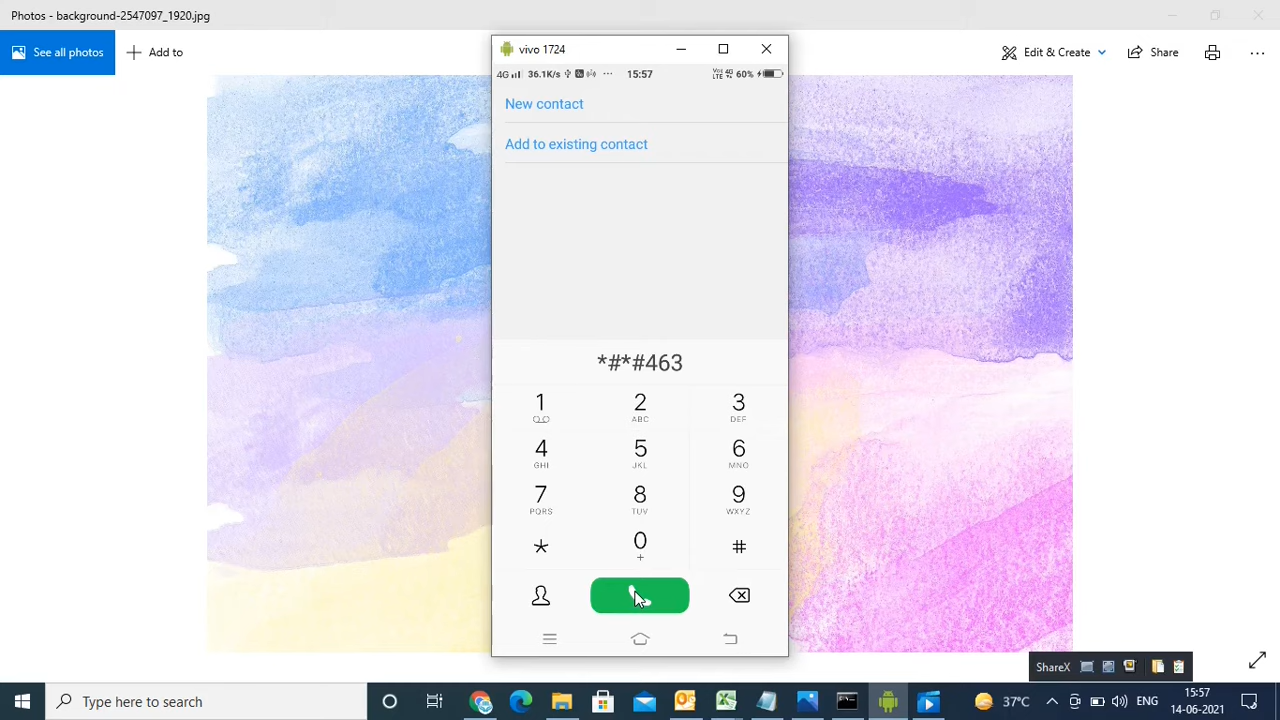 Photos - background-2547097_1920.jpg
See all photos
Add to
Edit & Create
Share
vivo 1724
4G 36.1K/s 15:57 VoLTE 4G 60%
New contact
Add to existing contact
*#*#463
1 2 ABC 3 DEF
4 GHI 5 JKL 6 MNO
7 PQRS 8 TUV 9 WXYZ
* 0 + #
ShareX
Type here to search
37°C
ENG
15:57
14-06-2021